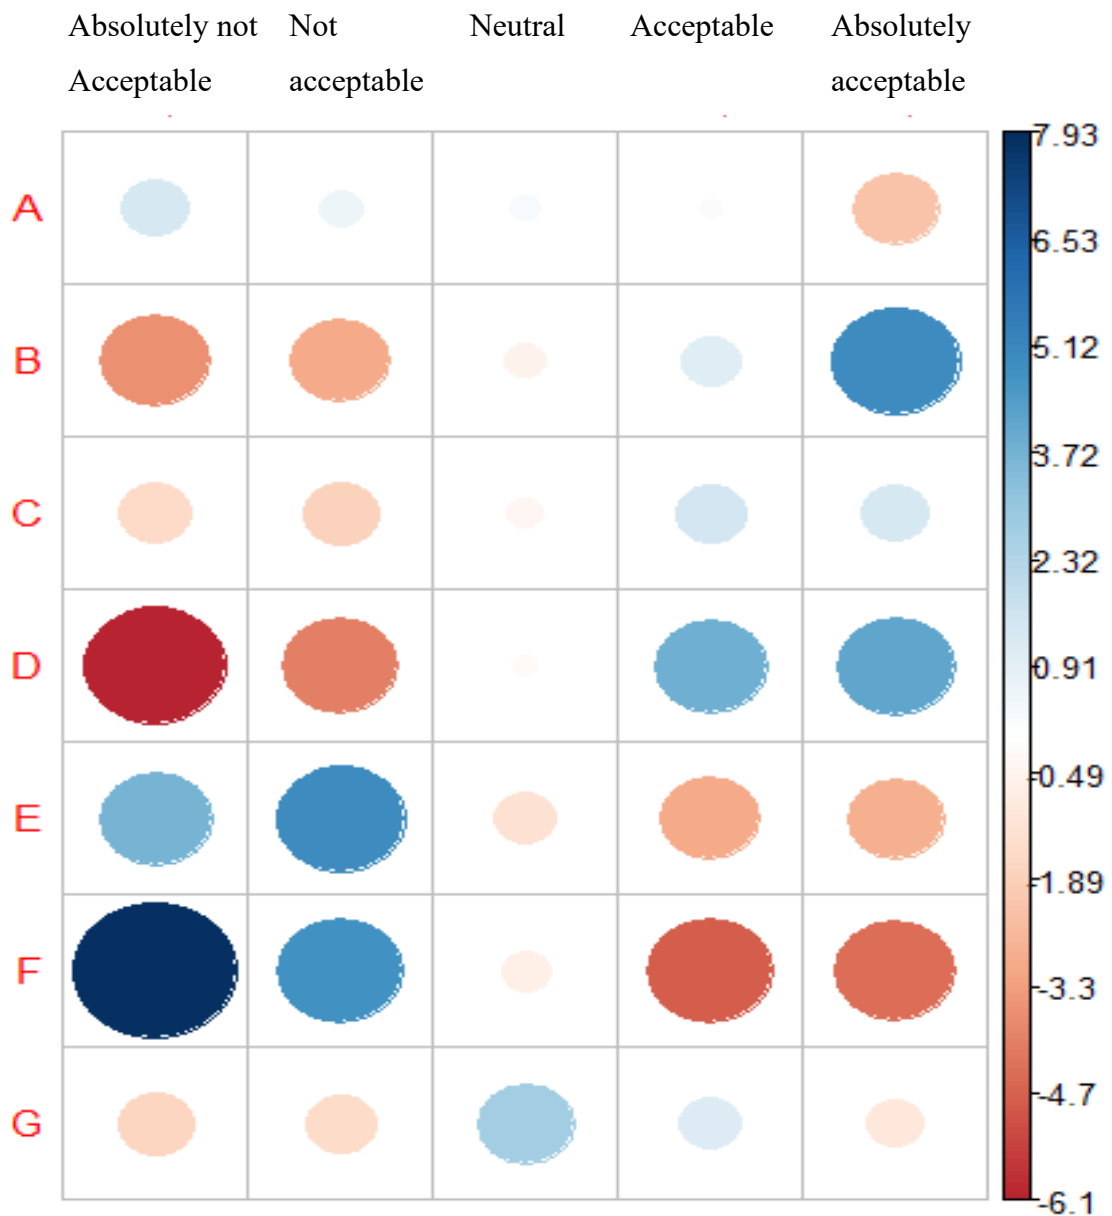 Absolutely not Not Neutral Acceptable Absolutely
Acceptable acceptable acceptable
7.93
A
6.53
B
5.12
3.72
C
2.32
D
0.91
-0.49
E
-1.89
F
-3.3
-4.7
G
-6.1